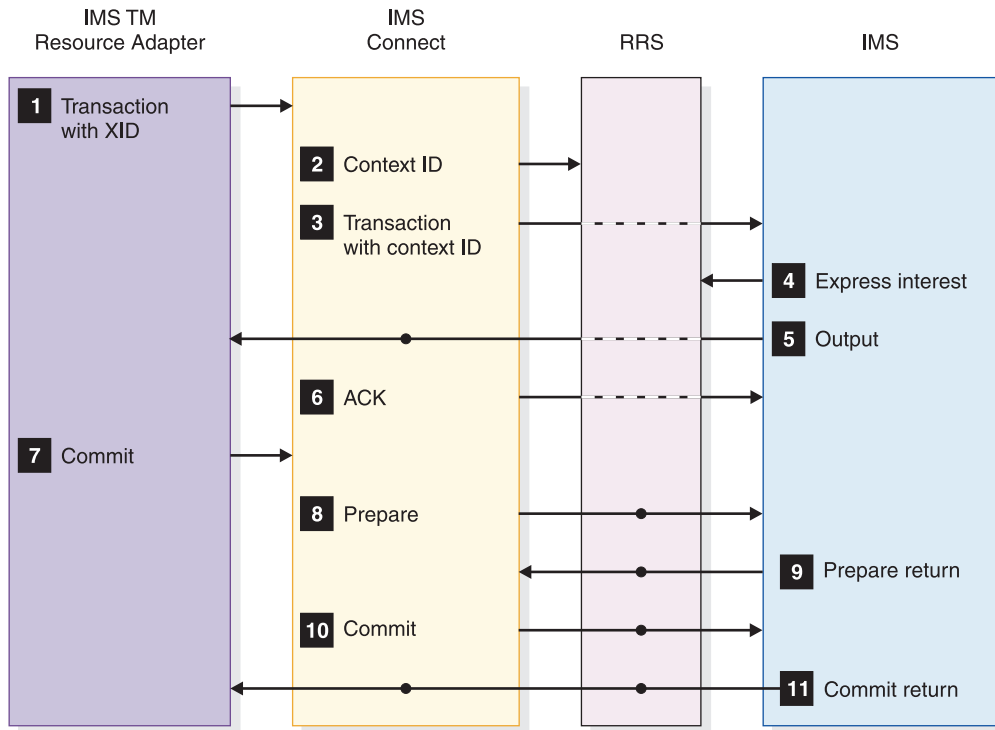 IMS TM
Resource Adapter
IMS
Connect
RRS
IMS
1 Transaction
with XID
2 Context ID
3 Transaction
with context ID
4 Express interest
5 Output
6 ACK
7 Commit
8 Prepare
9 Prepare return
10 Commit
11 Commit return